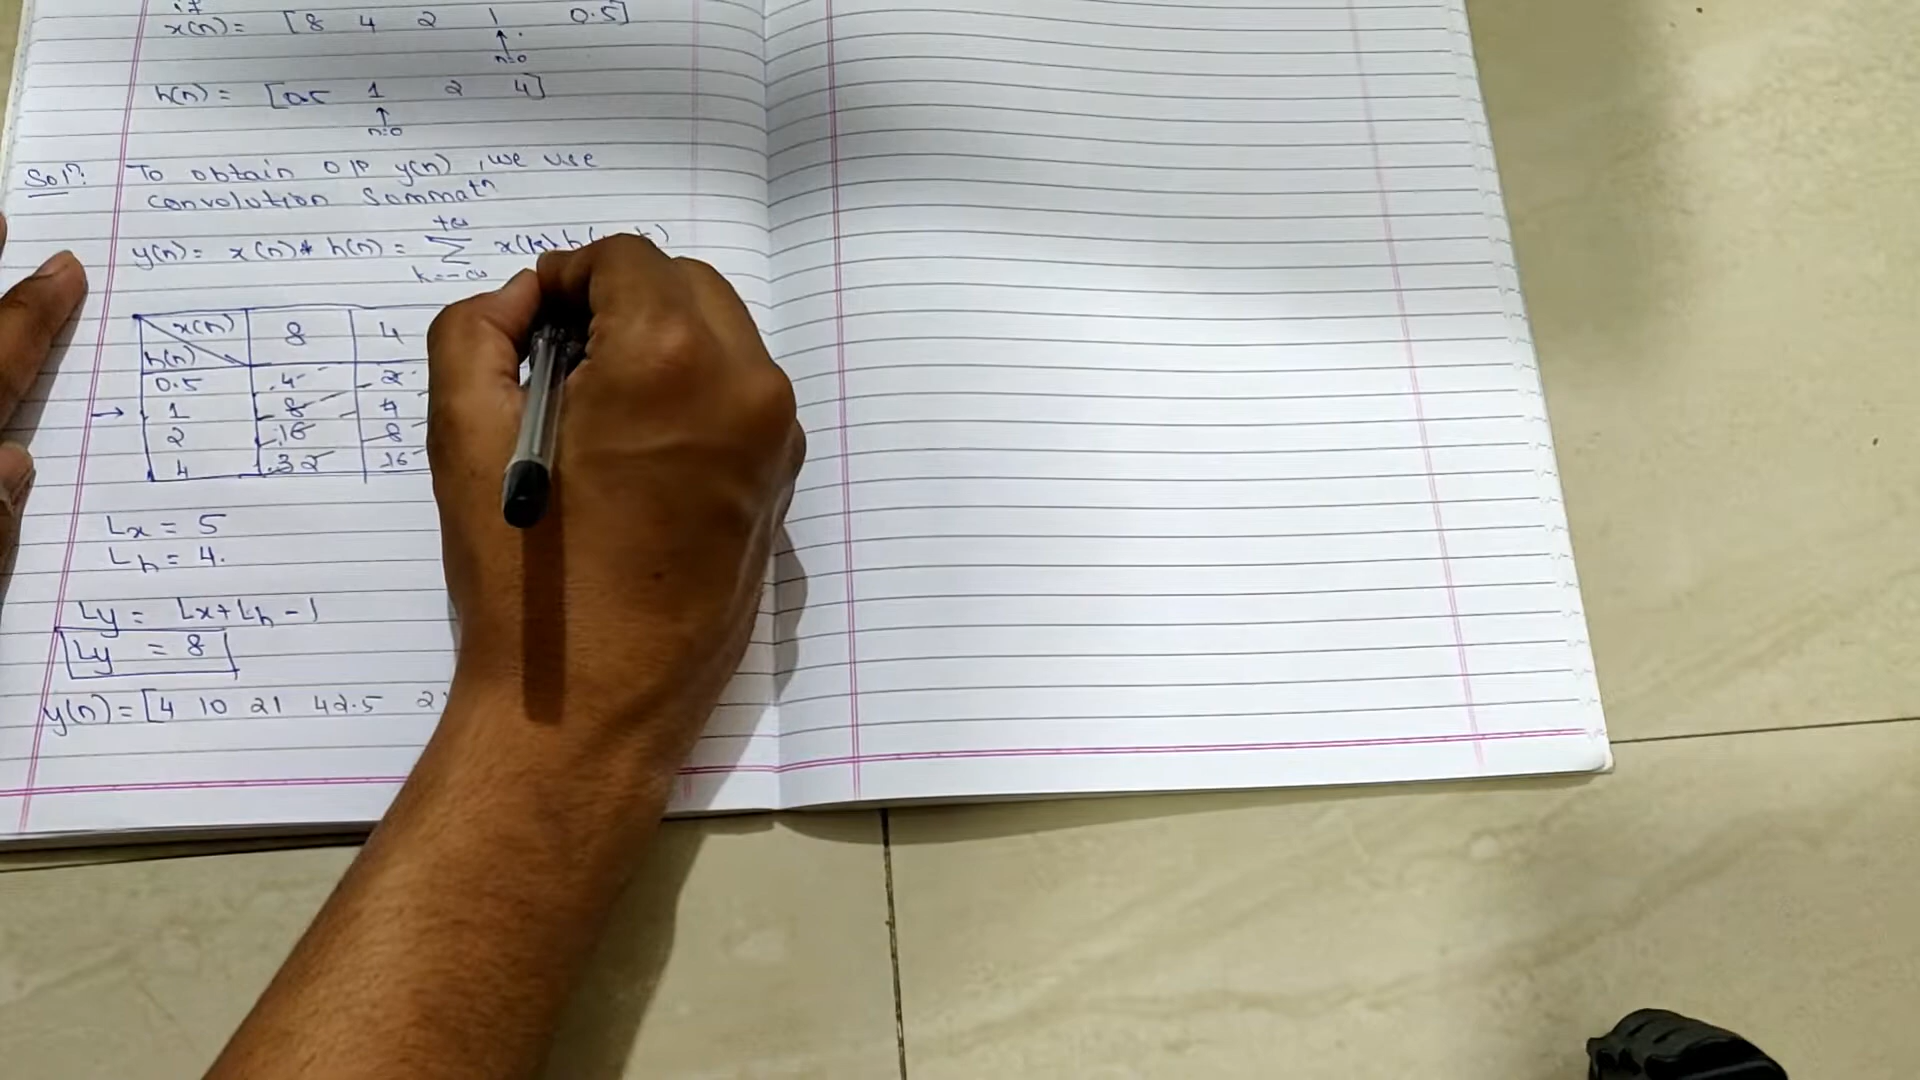 x(n) = [8 4 2 1 0.5]
↑
n=0
h(n) = [0.5 1 2 4]
↑
n=0
Soln: To obtain O/P y(n), we use
convolution Summatn
+∞
y(n) = x(n) * h(n) = Σ x(k)
k=-∞
x(n) 8 4
h(n)
0.5 4 2
→ 1 8 4
2 16 8
4 32 16
Lx = 5
Lh = 4.
Ly = Lx+Lh-1
Ly = 8
y(n) = [4 10 21 42.5